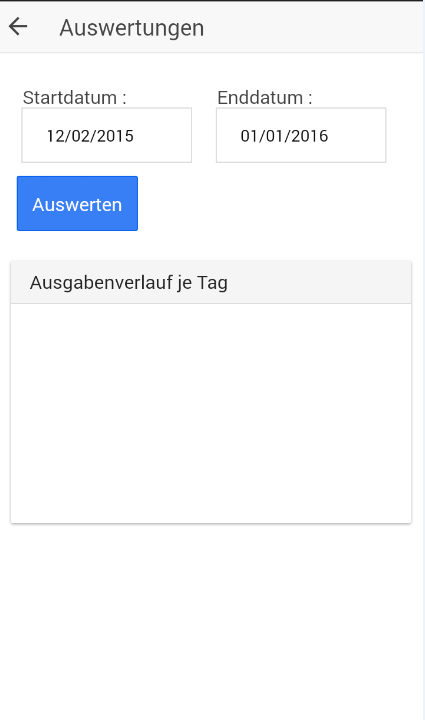 Auswertungen
Startdatum : Enddatum :
12/02/2015 01/01/2016
Auswerten
Ausgabenverlauf je Tag